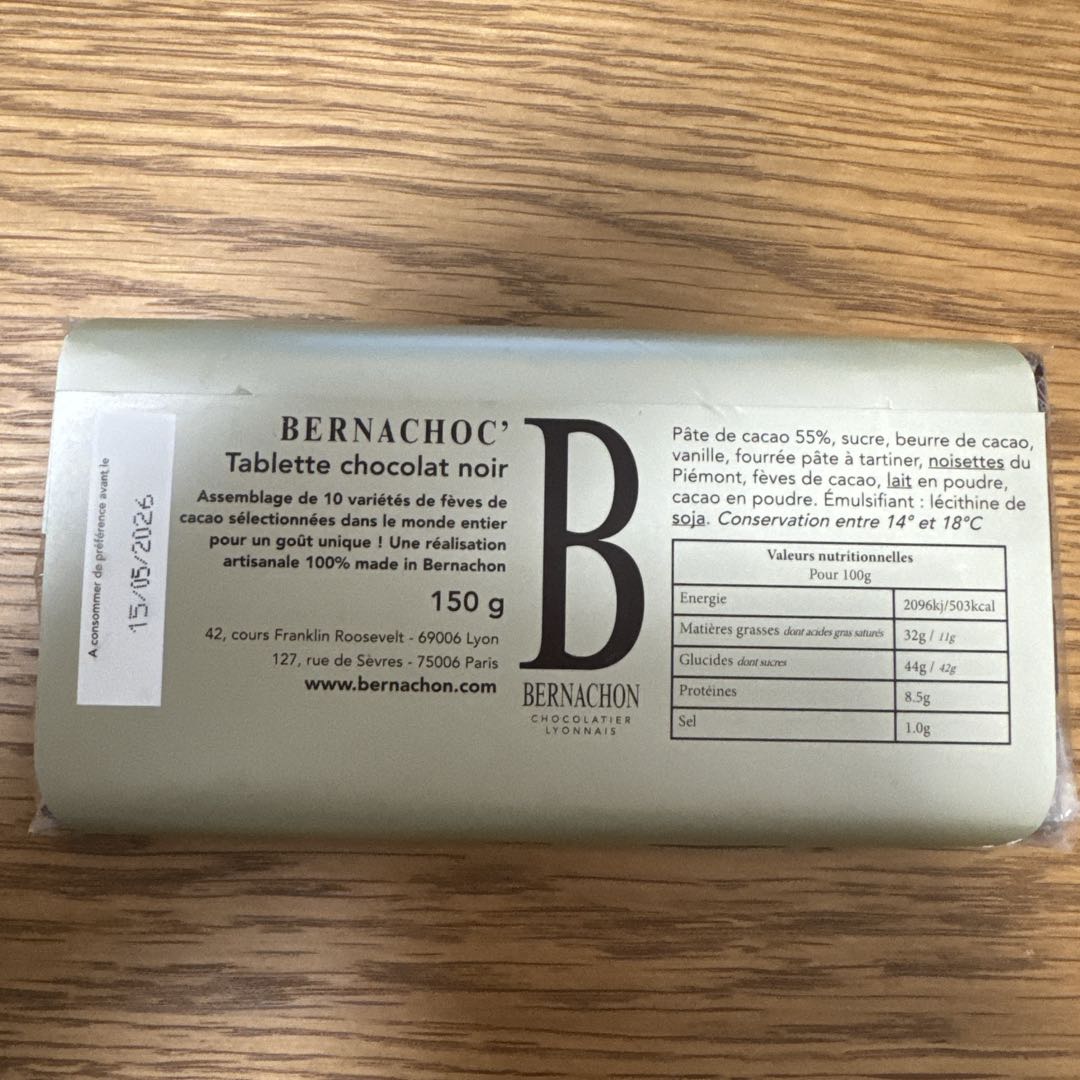 A consommer de préférence avant le
15/05/2026
BERNACHOC’
Tablette chocolat noir
Assemblage de 10 variétés de fèves de
cacao sélectionnées dans le monde entier
pour un goût unique ! Une réalisation
artisanale 100% made in Bernachon
150 g
42, cours Franklin Roosevelt - 69006 Lyon
127, rue de Sèvres - 75006 Paris
www.bernachon.com
B
BERNACHON
CHOCOLATIER
LYONNAIS
Pâte de cacao 55%, sucre, beurre de cacao,
vanille, fourrée pâte à tartiner, noisettes du
Piémont, fèves de cacao, lait en poudre,
cacao en poudre. Émulsifiant : lécithine de
soja. Conservation entre 14° et 18°C
Valeurs nutritionnelles
Pour 100g
Energie 2096kj/503kcal
Matières grasses dont acides gras saturés 32g / 11g
Glucides dont sucres 44g / 42g
Protéines 8.5g
Sel 1.0g